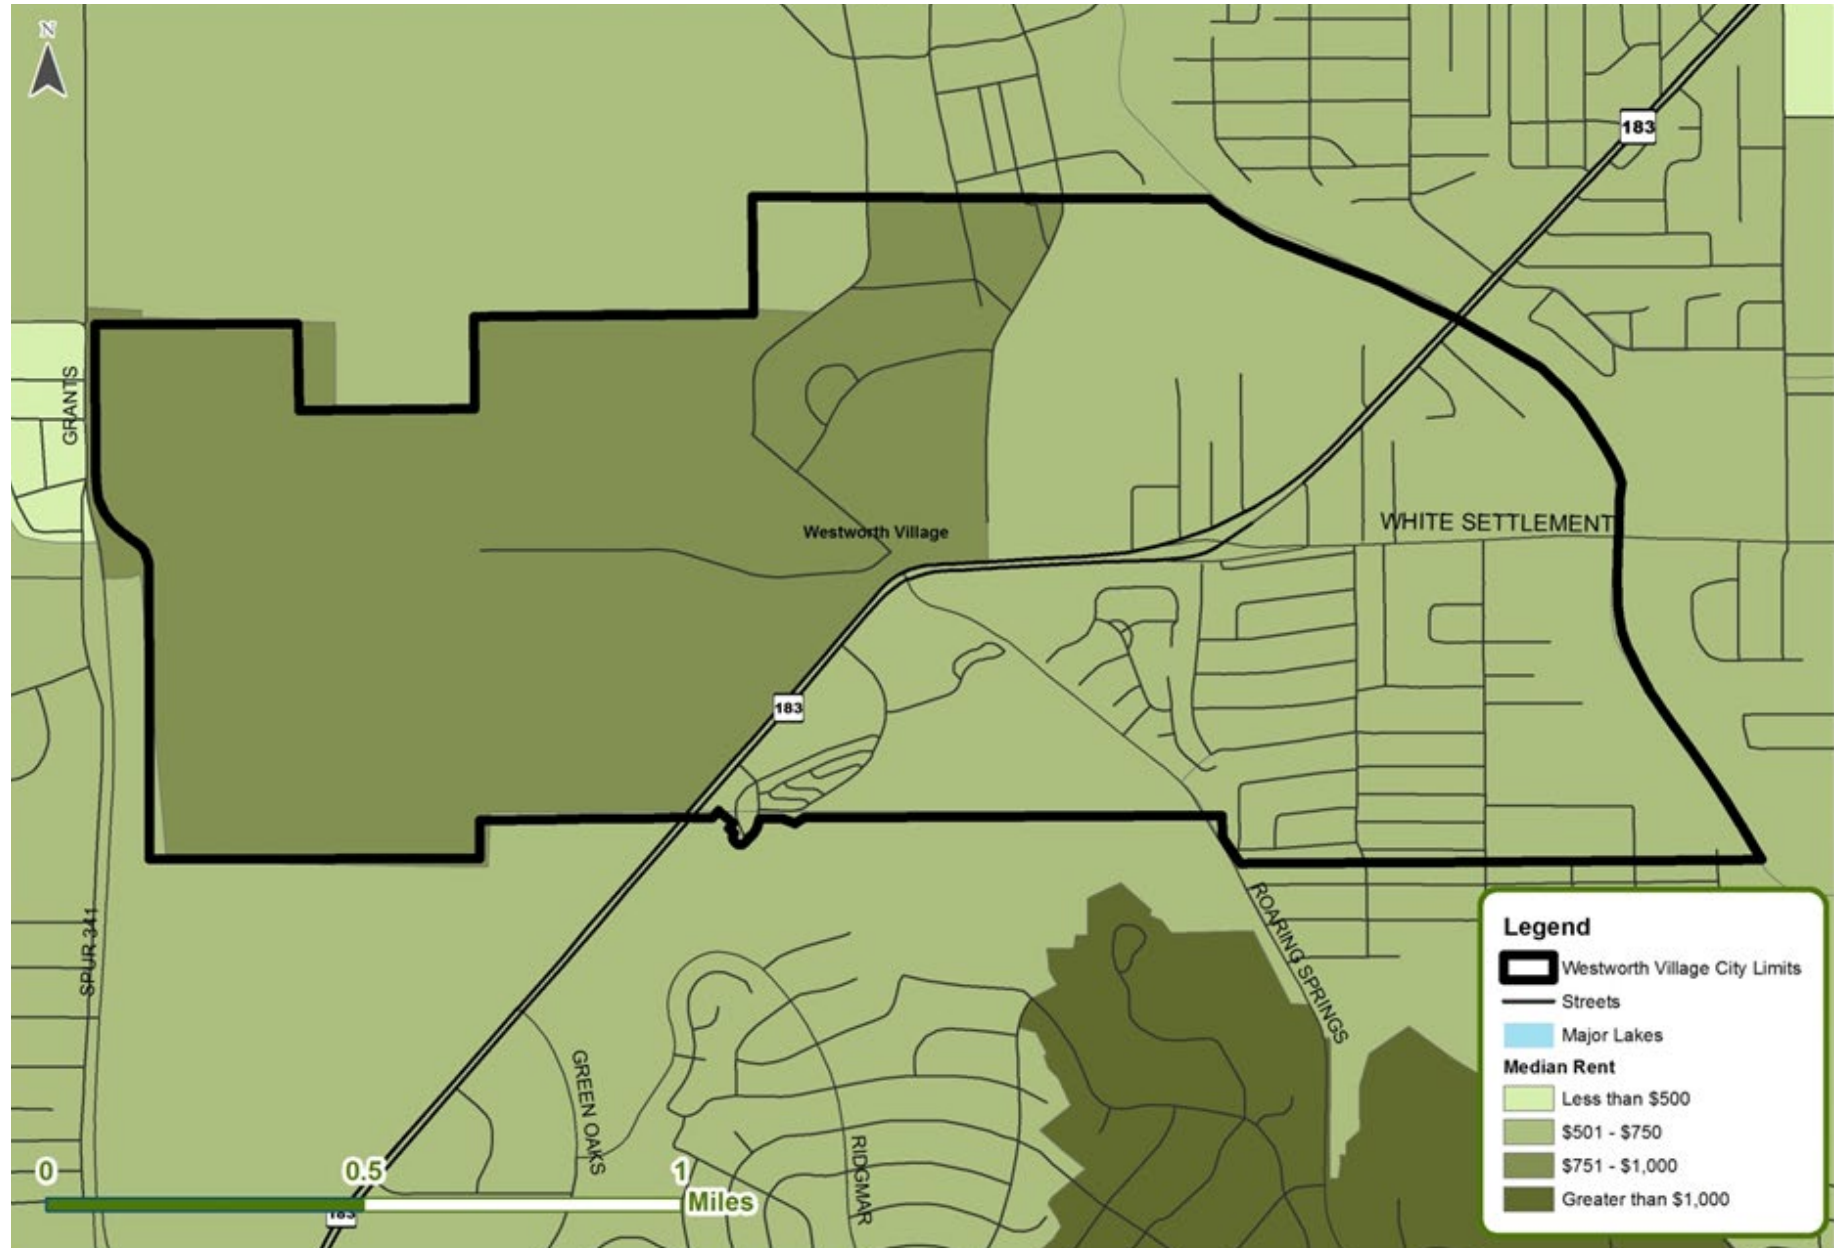 N
183
GRANTS
WHITE SETTLEMENT
Westworth Village
183
SPUR 341
ROARING SPRINGS
GREEN OAKS
RIDGMAR
0 0.5 1
Miles
183
Legend
Westworth Village City Limits
Streets
Major Lakes
Median Rent
Less than $500
$501 - $750
$751 - $1,000
Greater than $1,000